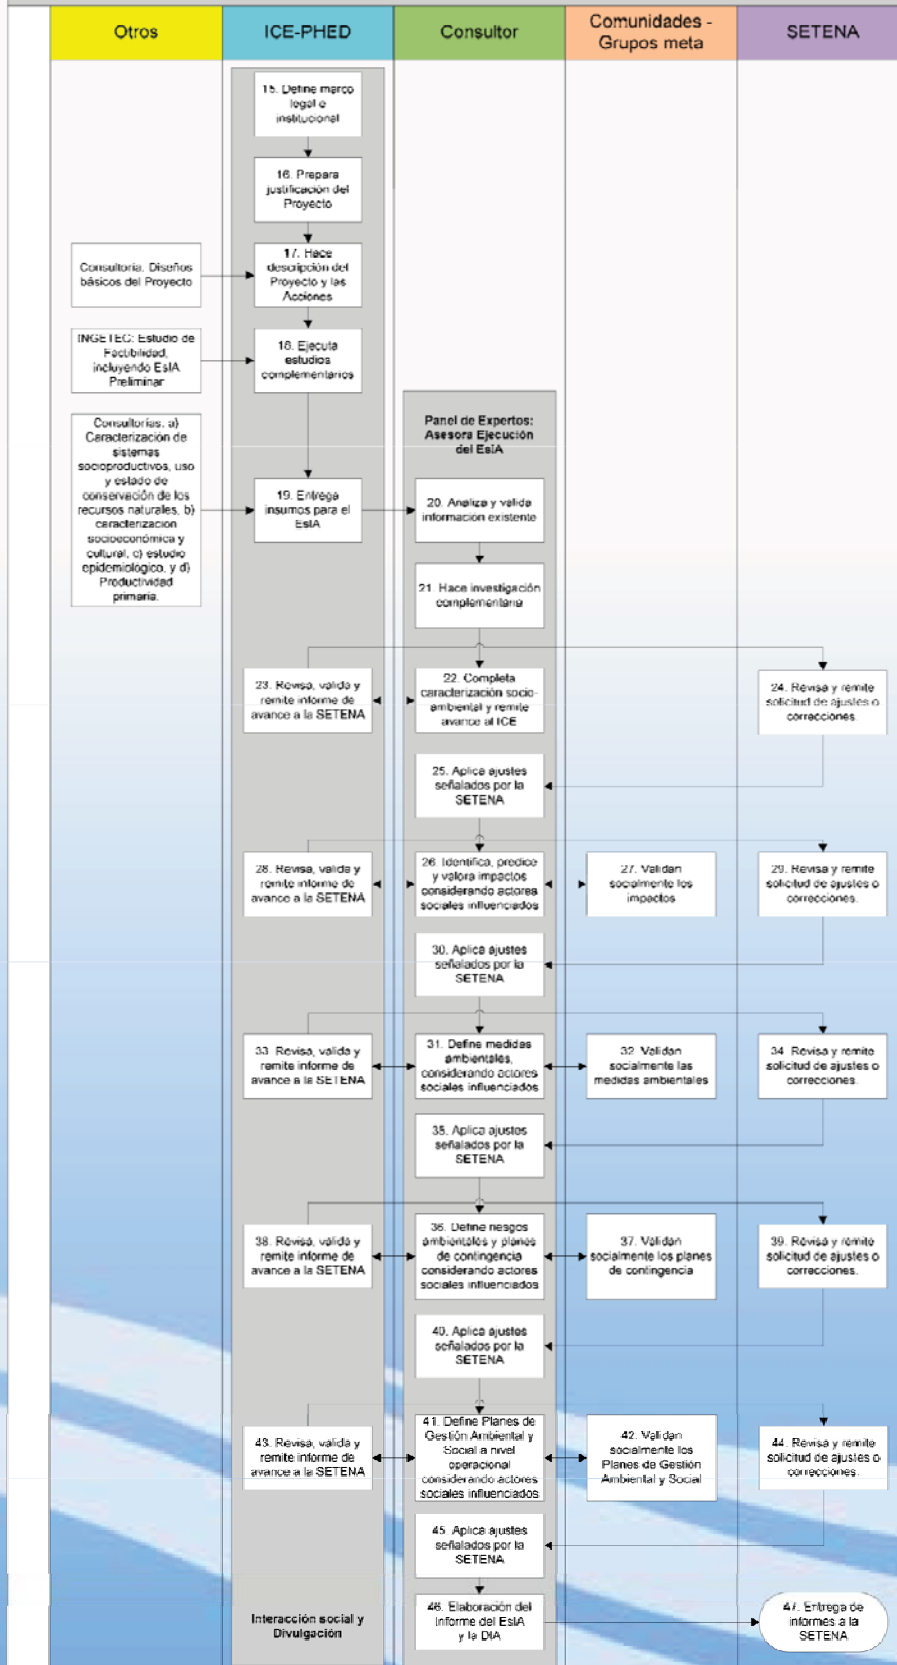 Otros
ICE-PHED
Consultor
Comunidades -
Grupos meta
SETENA
15. Define marco
legal e
institucional
16. Prepara
justificación del
Proyecto
Consultoría: Diseños
básicos del Proyecto
17. Hace
descripción del
Proyecto y las
Acciones
INGETEC: Estudio de
Factibilidad,
incluyendo EsIA
Preliminar
18. Ejecuta
estudios
complementarios
Consultorías: a)
Caracterización de
sistemas
socioproductivos, uso
y estado de
conservación de los
recursos naturales, b)
caracterización
socioeconómica y
cultural, c) estudio
epidemiológico, y d)
Productividad
primaria.
19. Entrega
insumos para el
EsIA
Panel de Expertos:
Asesora Ejecución
del EsIA
20. Analiza y valida
información existente
21. Hace investigación
complementaria
23. Revisa, valida y
remite informe de
avance a la SETENA
22. Completa
caracterización socio-
ambiental y remite
avance al ICE
24. Revisa y remite
solicitud de ajustes o
correcciones.
25. Aplica ajustes
señalados por la
SETENA
28. Revisa, valida y
remite informe de
avance a la SETENA
26. Identifica, predice
y valora impactos
considerando actores
sociales influenciados
27. Validan
socialmente los
impactos
29. Revisa y remite
solicitud de ajustes o
correcciones.
30. Aplica ajustes
señalados por la
SETENA
33. Revisa, valida y
remite informe de
avance a la SETENA
31. Define medidas
ambientales,
considerando actores
sociales influenciados
32. Validan
socialmente las
medidas ambientales
34. Revisa y remite
solicitud de ajustes o
correcciones.
35. Aplica ajustes
señalados por la
SETENA
38. Revisa, valida y
remite informe de
avance a la SETENA
36. Define riesgos
ambientales y planes
de contingencia
considerando actores
sociales influenciados
37. Validan
socialmente los planes
de contingencia
39. Revisa y remite
solicitud de ajustes o
correcciones.
40. Aplica ajustes
señalados por la
SETENA
43. Revisa, valida y
remite informe de
avance a la SETENA
41. Define Planes de
Gestión Ambiental y
Social a nivel
operacional
considerando actores
sociales influenciados
42. Validan
socialmente los
Planes de Gestión
Ambiental y Social
44. Revisa y remite
solicitud de ajustes o
correcciones.
45. Aplica ajustes
señalados por la
SETENA
Interacción social y
Divulgación
46. Elaboración del
Informe del EsIA
y la DIA
47. Entrega de
informes a la
SETENA